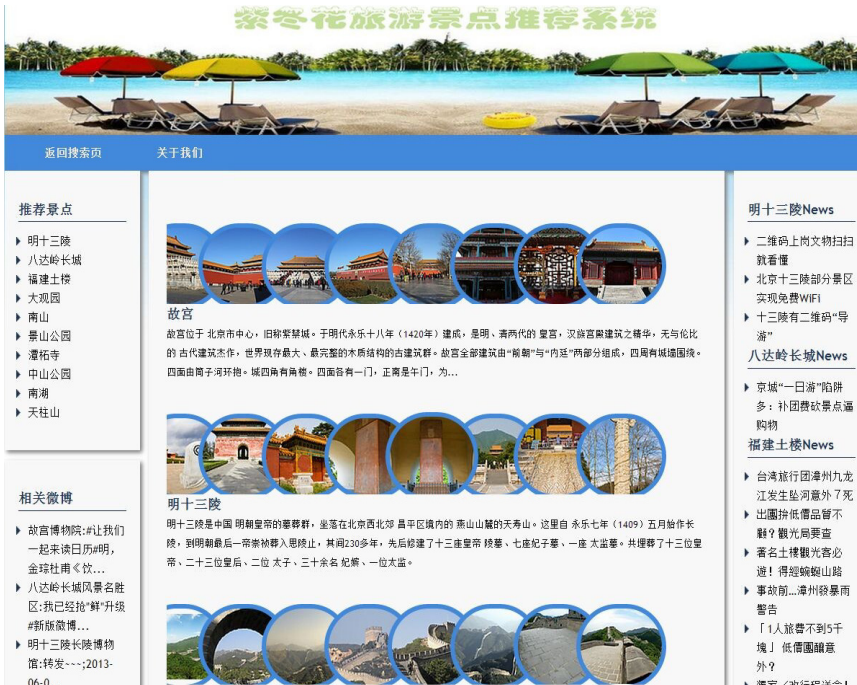 紫冬花旅游景点推荐系统
返回搜索页
关于我们
推荐景点
明十三陵
八达岭长城
福建土楼
大观园
南山
景山公园
潭柘寺
中山公园
南湖
天柱山
相关微博
故宫博物院:#让我们
一起来读日历#明,
金琮杜甫《饮...
八达岭长城风景名胜
区:我已经抢"鲜"升级
#新版微博...
明十三陵长陵博物
馆:转发~~~;2013-
06-0
故宫
故宫位于 北京市中心，旧称紫禁城。于明代永乐十八年（1420年）建成，是明、清两代的 皇宫，汉族宫殿建筑之精华，无与伦比
的 古代建筑杰作，世界现存最大、最完整的木质结构的古建筑群。故宫全部建筑由“前朝”与“内廷”两部分组成，四周有城墙围绕。
四面由筒子河环抱。城四角有角楼。四面各有一门，正南是午门，为...
明十三陵
明十三陵是中国 明朝皇帝的墓葬群，坐落在北京西北郊 昌平区境内的 燕山山麓的天寿山。这里自 永乐七年（1409）五月始作长
陵，到明朝最后一帝崇祯葬入思陵止，其间230多年，先后修建了十三座皇帝 陵墓、七座妃子墓、一座 太监墓。共埋葬了十三位皇
帝、二十三位皇后、二位 太子、三十余名 妃嫔、一位太监。
明十三陵News
二维码上岗文物扫扫
就看懂
北京十三陵部分景区
实现免费WiFi
十三陵有二维码“导
游”
八达岭长城News
京城“一日游”陷阱
多：补团费砍景点逼
购物
福建土楼News
台湾旅行团漳州九龙
江发生坠河意外 7 死
出團拚低價品管不
顧? 觀光局要查
著名土樓觀光客必
遊! 得經蜿蜒山路
事故前...漳州發暴雨
警告
「1人旅費不到5千
塊」 低價團釀意
外?